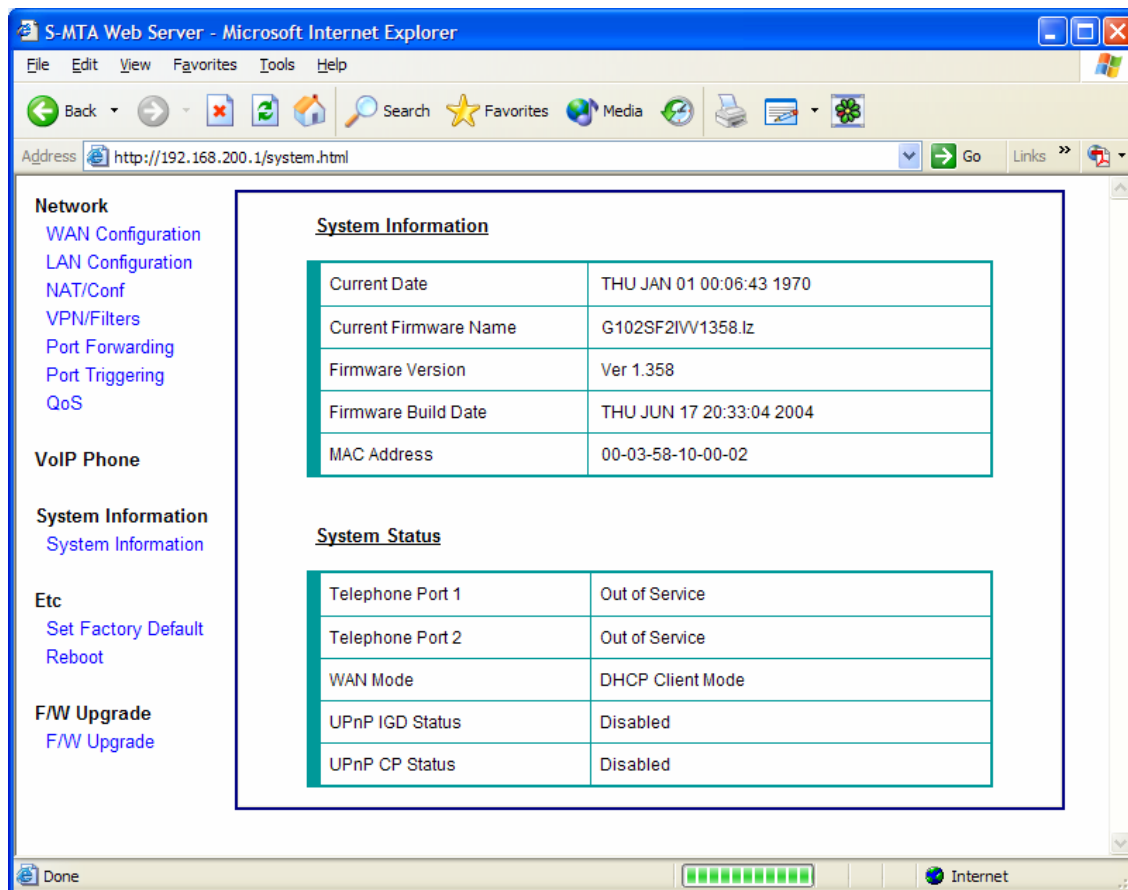 S-MTA Web Server - Microsoft Internet Explorer
File Edit View Favorites Tools Help
Back Search Favorites Media
Address http://192.168.200.1/system.html Go Links »
Network
WAN Configuration
LAN Configuration
NAT/Conf
VPN/Filters
Port Forwarding
Port Triggering
QoS
VoIP Phone
System Information
System Information
Etc
Set Factory Default
Reboot
F/W Upgrade
F/W Upgrade
System Information
Current Date THU JAN 01 00:06:43 1970
Current Firmware Name G102SF2IVV1358.lz
Firmware Version Ver 1.358
Firmware Build Date THU JUN 17 20:33:04 2004
MAC Address 00-03-58-10-00-02
System Status
Telephone Port 1 Out of Service
Telephone Port 2 Out of Service
WAN Mode DHCP Client Mode
UPnP IGD Status Disabled
UPnP CP Status Disabled
Done Internet